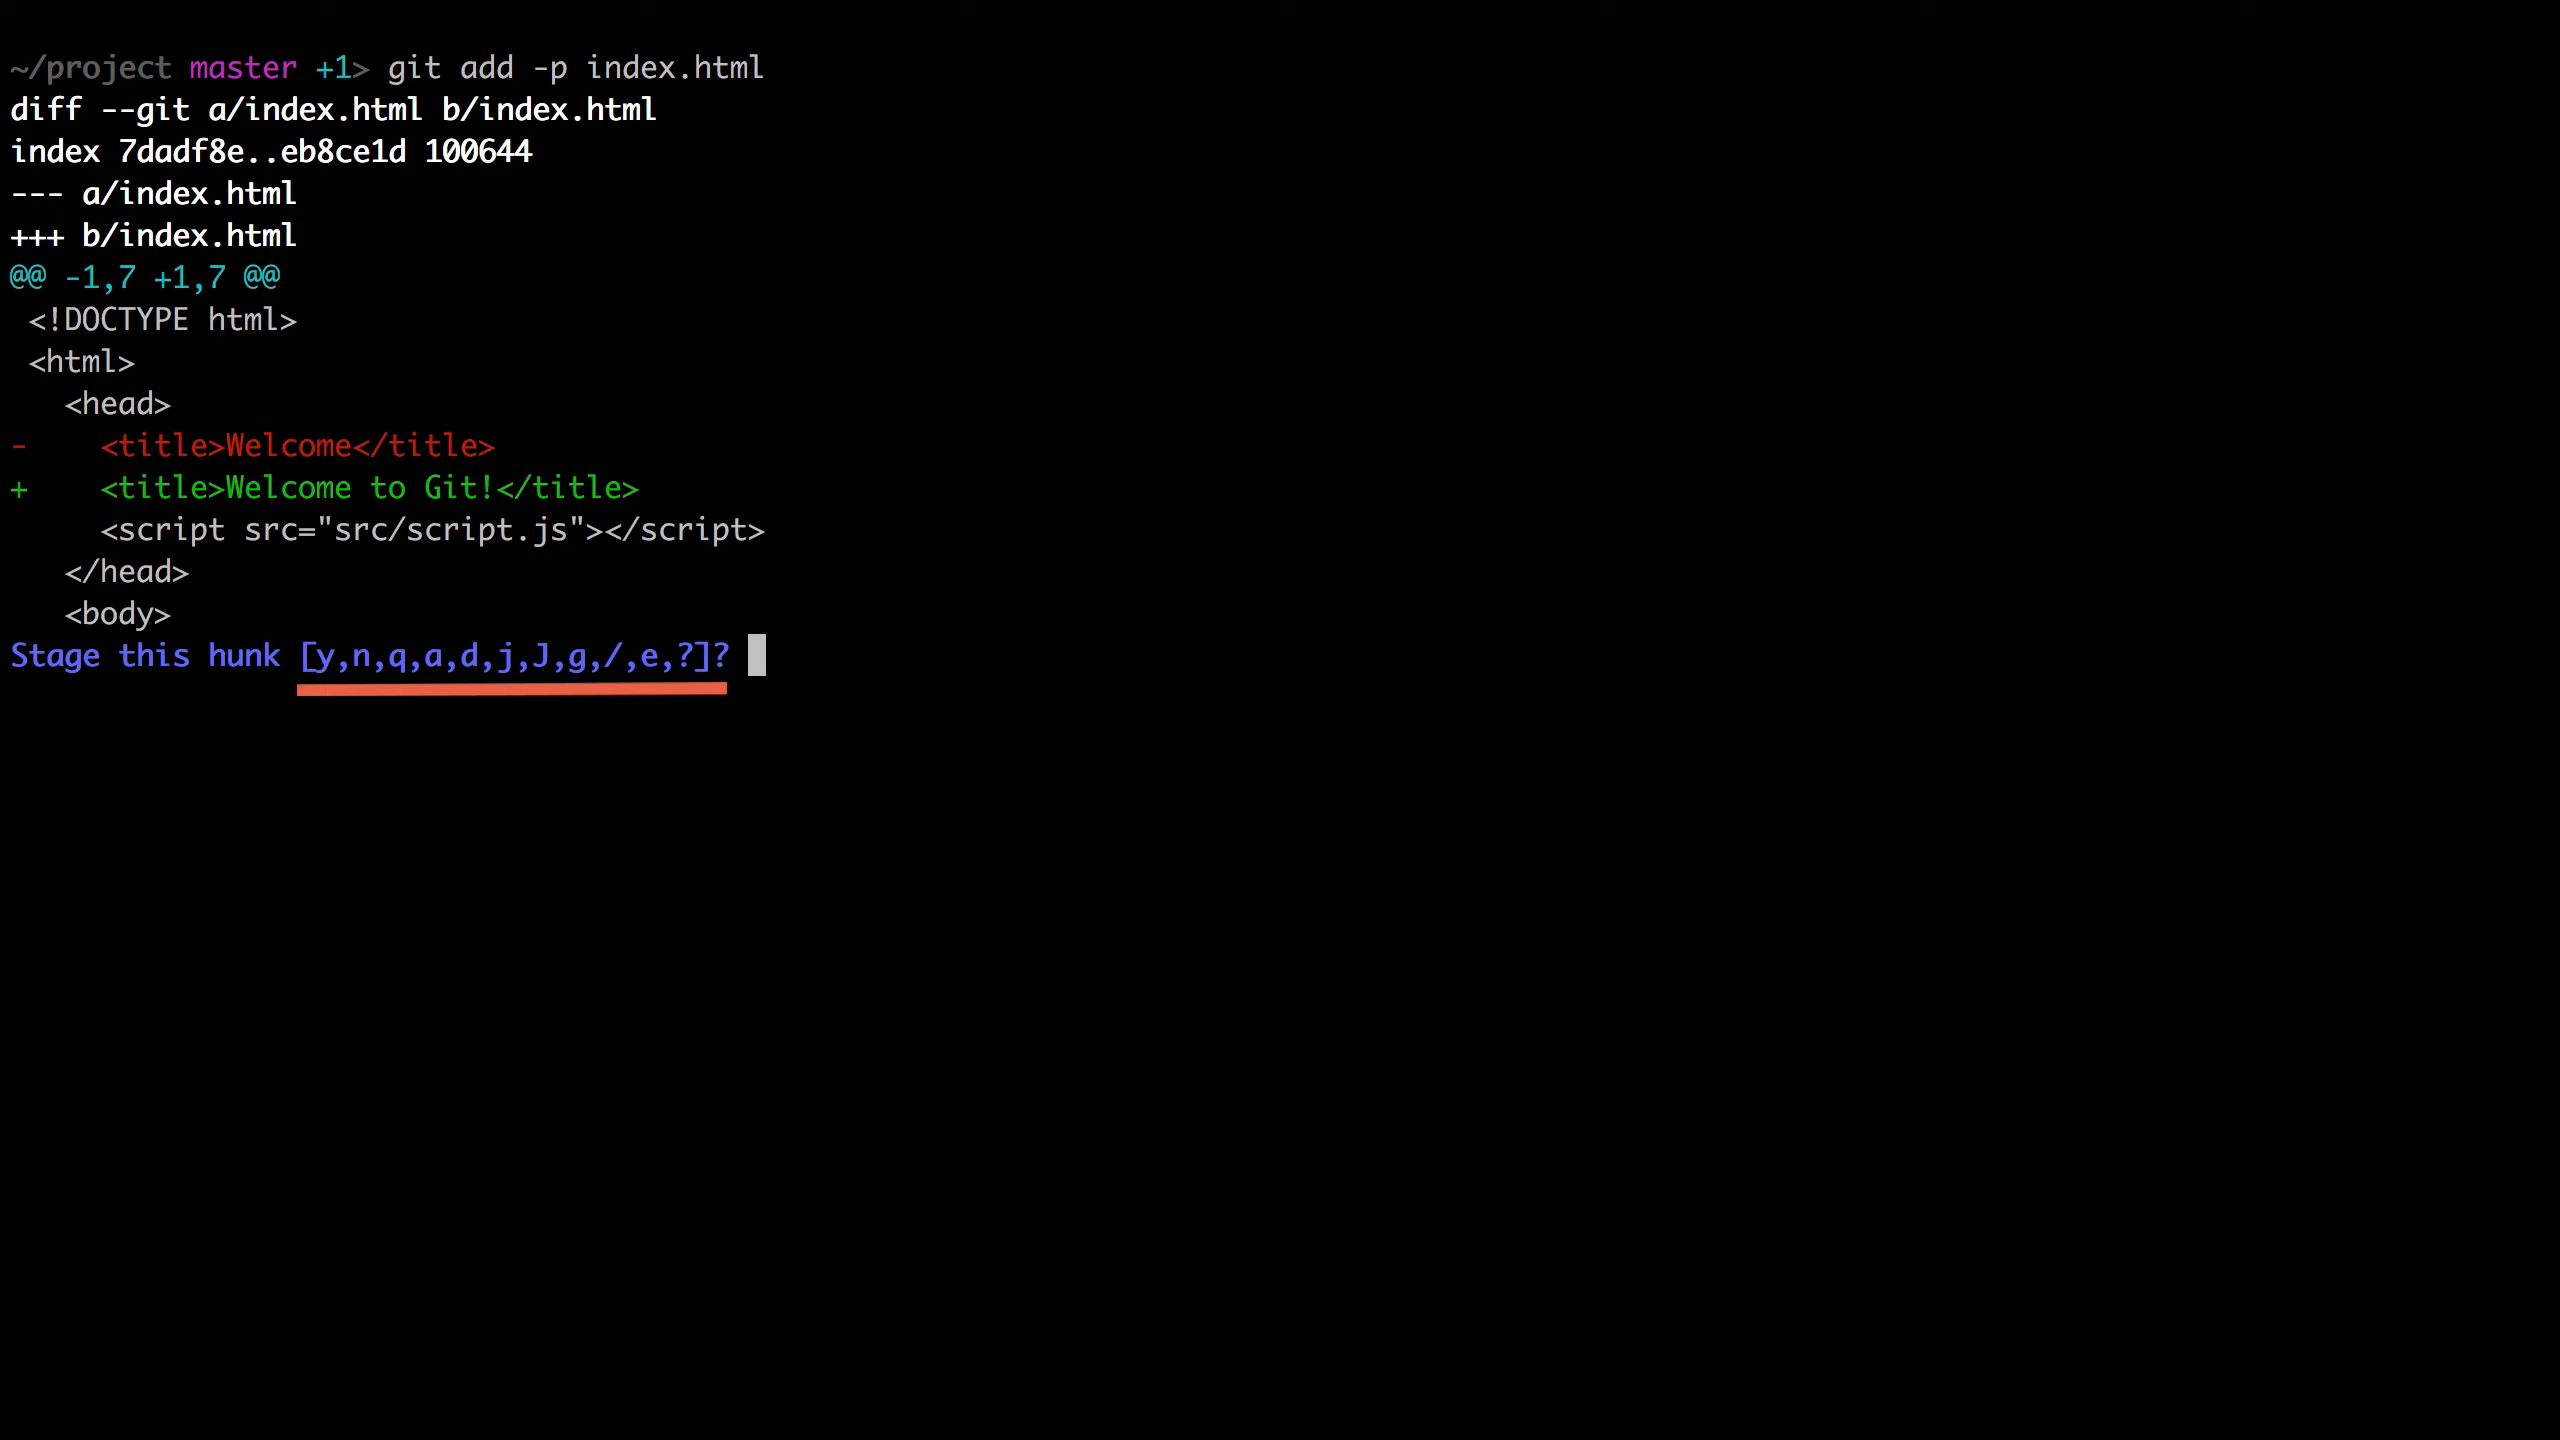 ~/project master +1> git add -p index.html
diff --git a/index.html b/index.html
index 7dadf8e..eb8ce1d 100644
--- a/index.html
+++ b/index.html
@@ -1,7 +1,7 @@
 <!DOCTYPE html>
 <html>
   <head>
-    <title>Welcome</title>
+    <title>Welcome to Git!</title>
     <script src="src/script.js"></script>
   </head>
   <body>
Stage this hunk [y,n,q,a,d,j,J,g,/,e,?]?